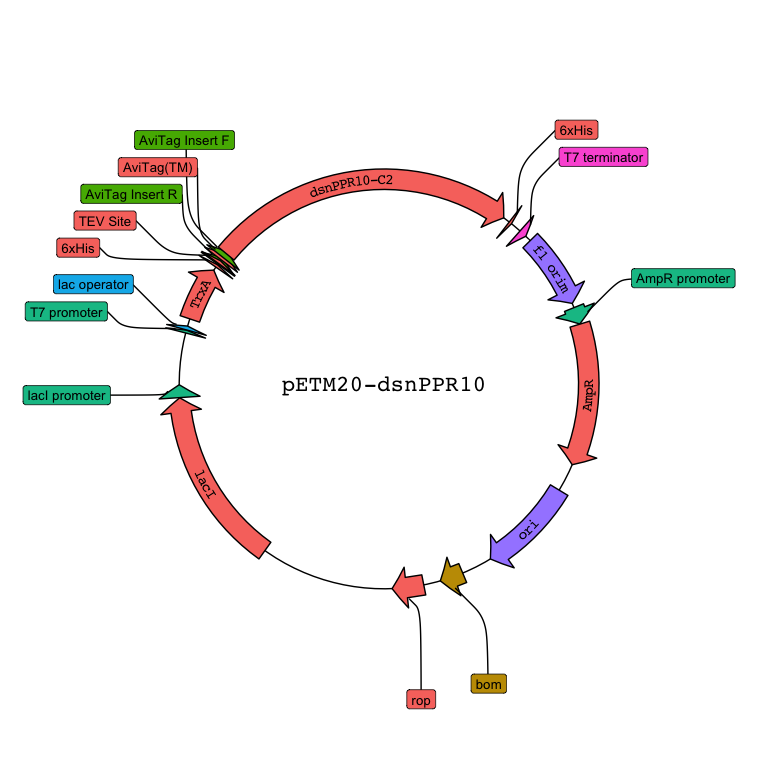 6xHis
AviTag Insert F
T7 terminator
AviTag(TM)
dsnPPR10-C2
AviTag Insert R
TEV Site
6xHis
f1 orim
AmpR promoter
lac operator
TrxA
T7 promoter
pETM20-dsnPPR10
lacI promoter
AmpR
lacI
ori
bom
rop